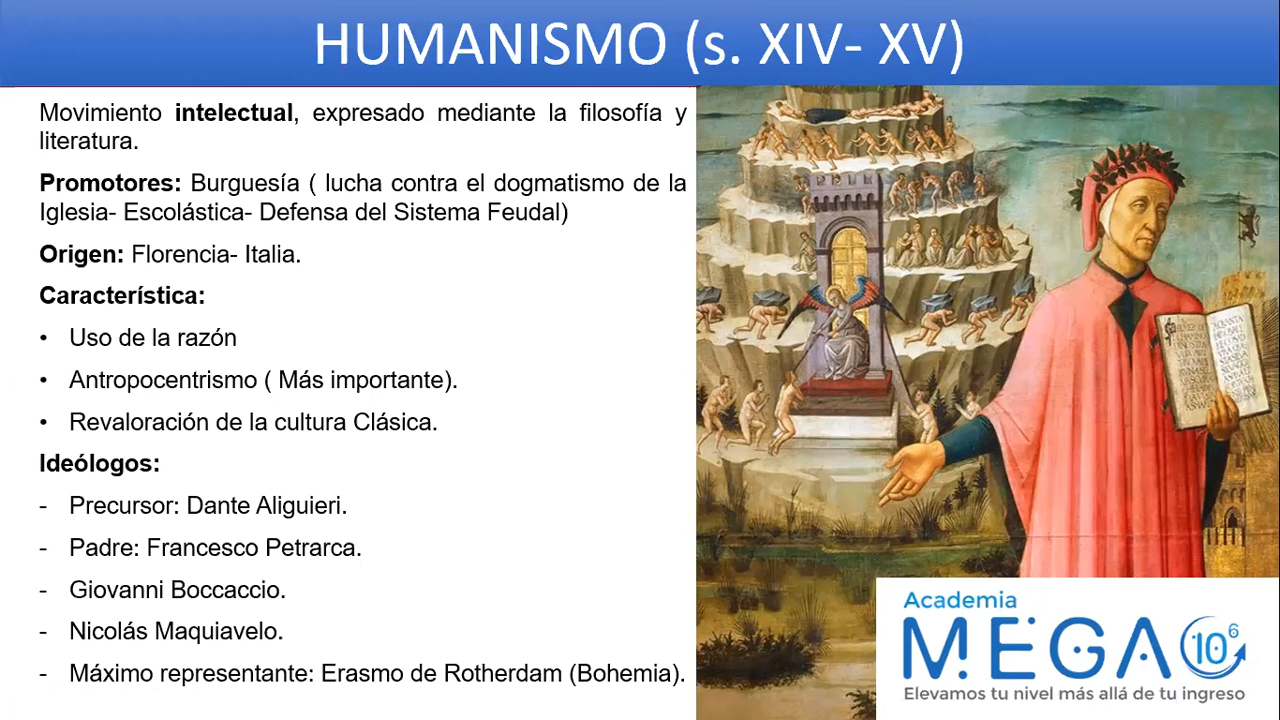 HUMANISMO (s. XIV- XV)
Movimiento intelectual, expresado mediante la filosofía y
literatura.
Promotores: Burguesía ( lucha contra el dogmatismo de la
Iglesia- Escolástica- Defensa del Sistema Feudal)
Origen: Florencia- Italia.
Característica:
• Uso de la razón
• Antropocentrismo ( Más importante).
• Revaloración de la cultura Clásica.
Ideólogos:
- Precursor: Dante Aliguieri.
- Padre: Francesco Petrarca.
- Giovanni Boccaccio.
- Nicolás Maquiavelo.
- Máximo representante: Erasmo de Rotherdam (Bohemia).
Academia
MEGA 10⁶
Elevamos tu nivel más allá de tu ingreso